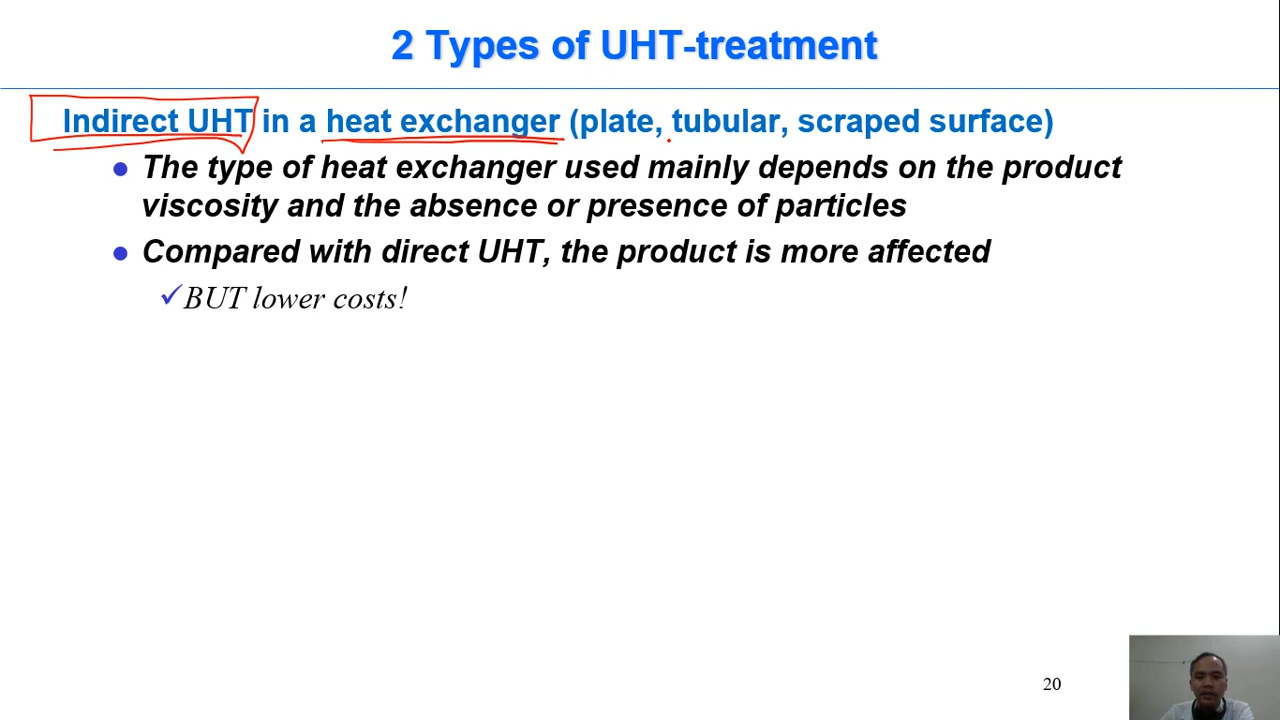 2 Types of UHT-treatment
Indirect UHT in a heat exchanger (plate, tubular, scraped surface)
The type of heat exchanger used mainly depends on the product
viscosity and the absence or presence of particles
Compared with direct UHT, the product is more affected
BUT lower costs!
20